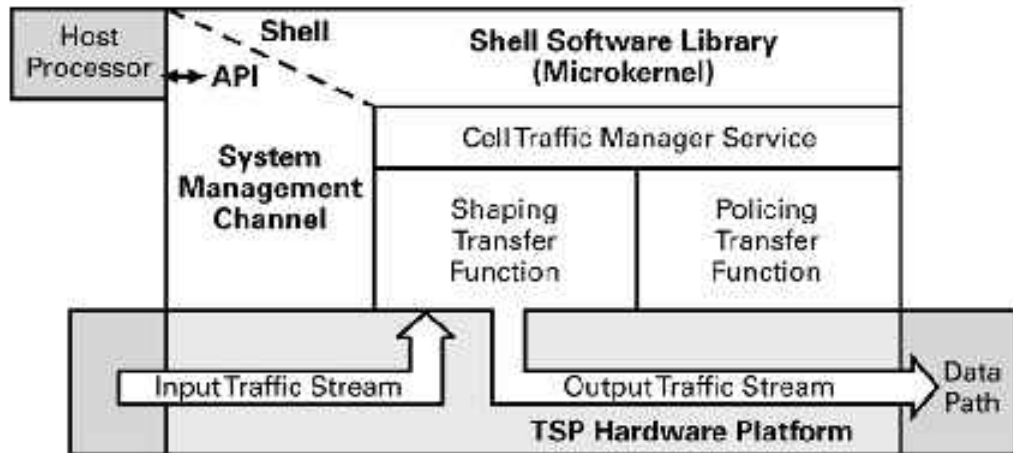 Host
Processor
Shell
API
Shell Software Library
(Microkernel)
Cell Traffic Manager Service
System
Management
Channel
Shaping
Transfer
Function
Policing
Transfer
Function
Input Traffic Stream
Output Traffic Stream
Data
Path
TSP Hardware Platform